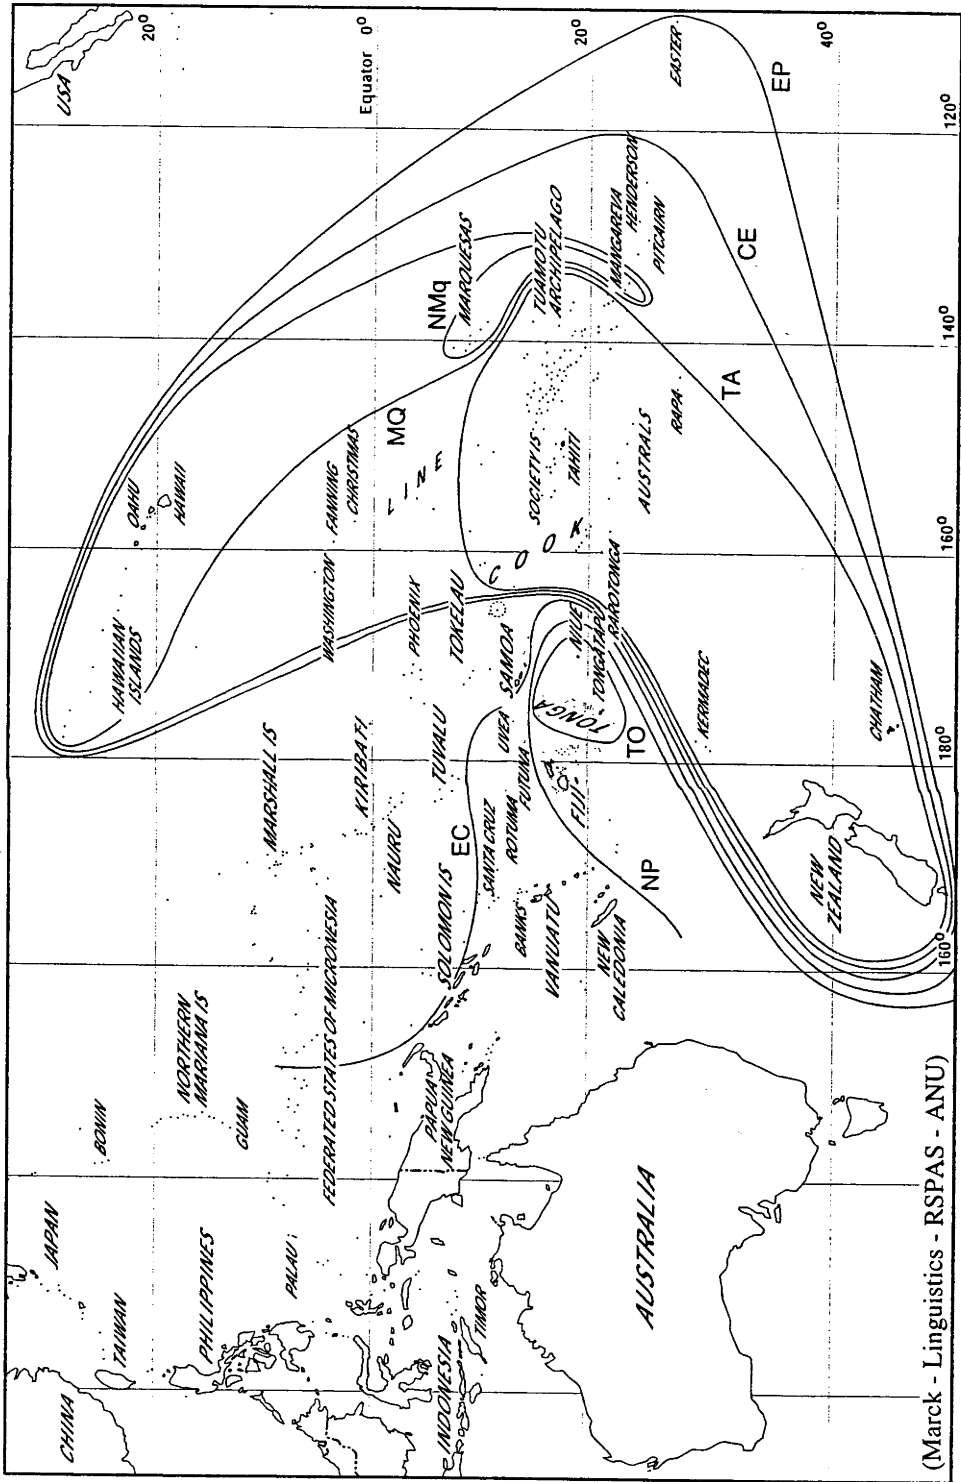 CHINA
TAIWAN
JAPAN
BONIN
USA
20°
PHILIPPINES
NORTHERN
MARIANA IS
GUAM
PALAU
MARSHALL IS
HAWAIIAN
ISLANDS
OAHU
HAWAII
FEDERATED STATES OF MICRONESIA
KIRIBATI
NAURU
WASHINGTON
FANNING
CHRISTMAS
Equator 0°
LINE
MQ
PHOENIX
TUVALU
TOKELAU
NMq
MARQUESAS
INDONESIA
TIMOR
PAPUA
NEW GUINEA
SOLOMON IS
EC
SANTA CRUZ
ROTUMA
FUTUNA
UVEA
SAMOA
COOK
SOCIETY IS
TAHITI
TUAMOTU
ARCHIPELAGO
BANKS
VANUATU
FIJI
TONGA
TONGATAPU
NIUE
RAROTONGA
20°
MANGAREVA
HENDERSON
PITCAIRN
EASTER
NEW
CALEDONIA
NP
TO
AUSTRALS
RAPA
AUSTRALIA
KERMADEC
TA
CE
EP
NEW
ZEALAND
CHATHAM
40°
160°
180°
160°
140°
120°
(Marck - Linguistics - RSPAS - ANU)